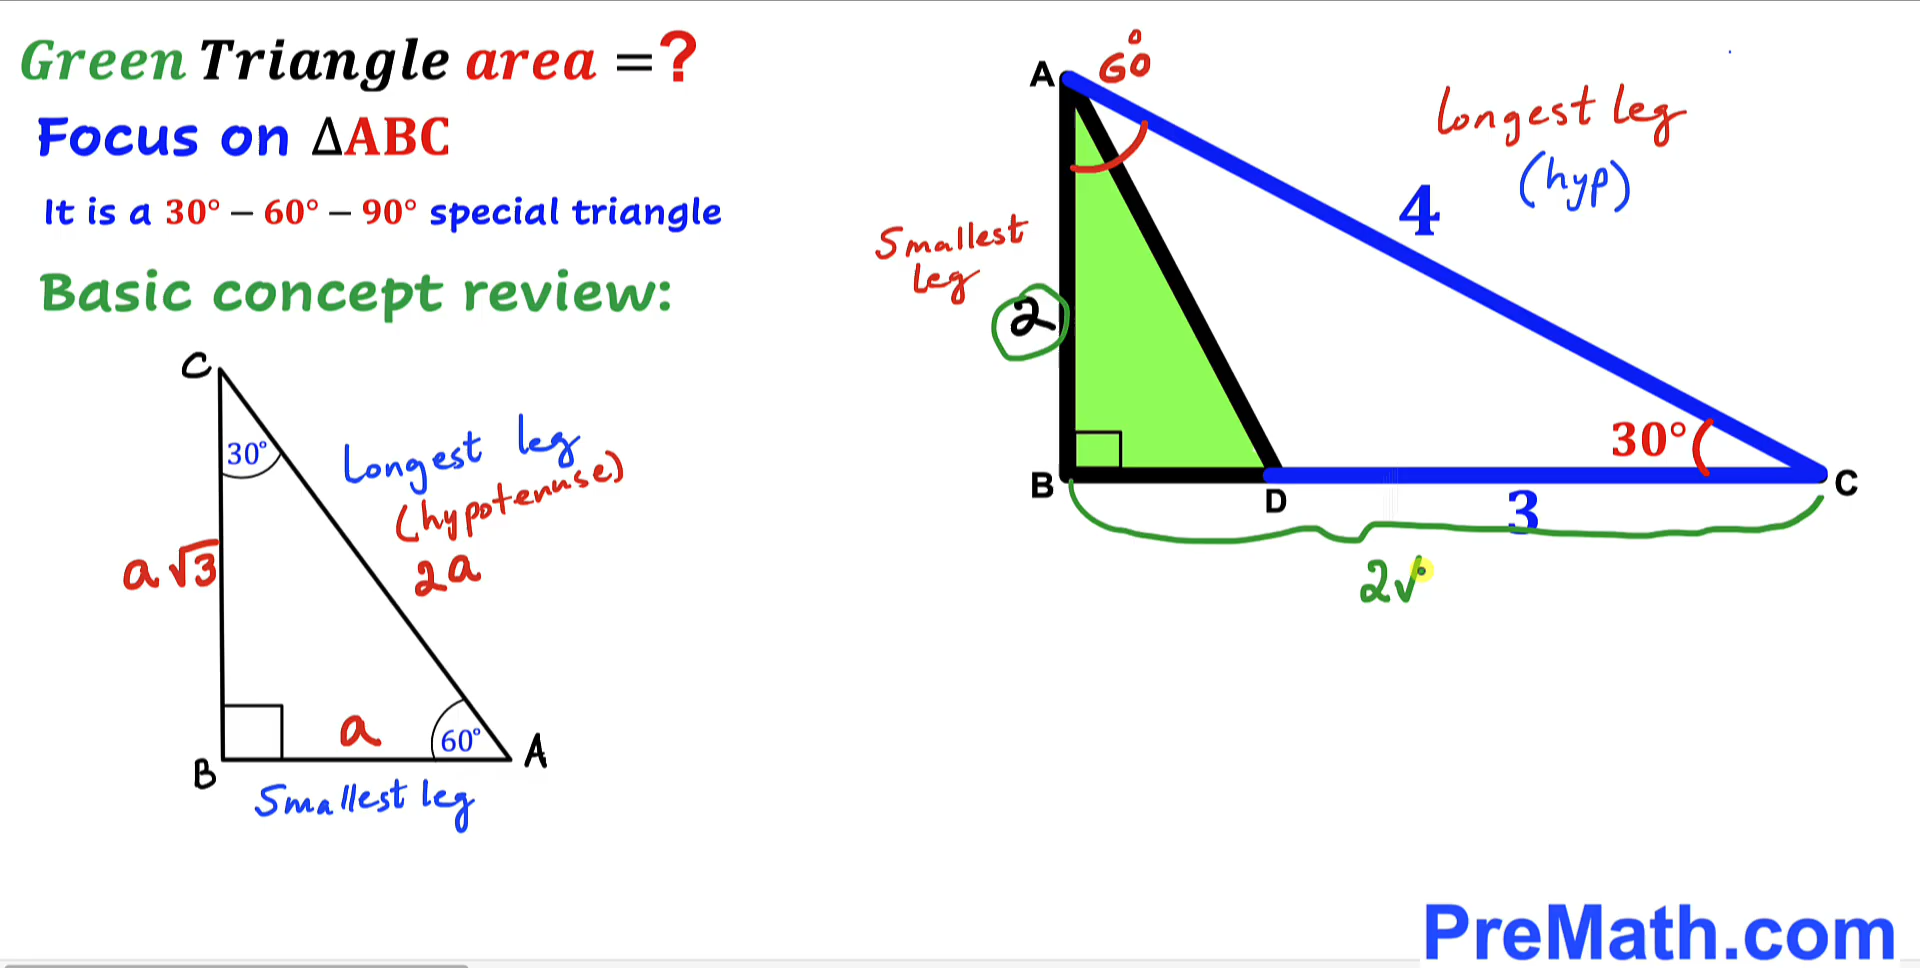 Green Triangle area =?
Focus on ΔABC
It is a 30° – 60° – 90° special triangle
Basic concept review:
C
30°
Longest leg
(hypotenuse)
2a
a√3
a
60°
A
B
Smallest leg
60°
A
Longest leg
(hyp)
4
Smallest
leg
2
30°
B
D
C
3
2√
PreMath.com